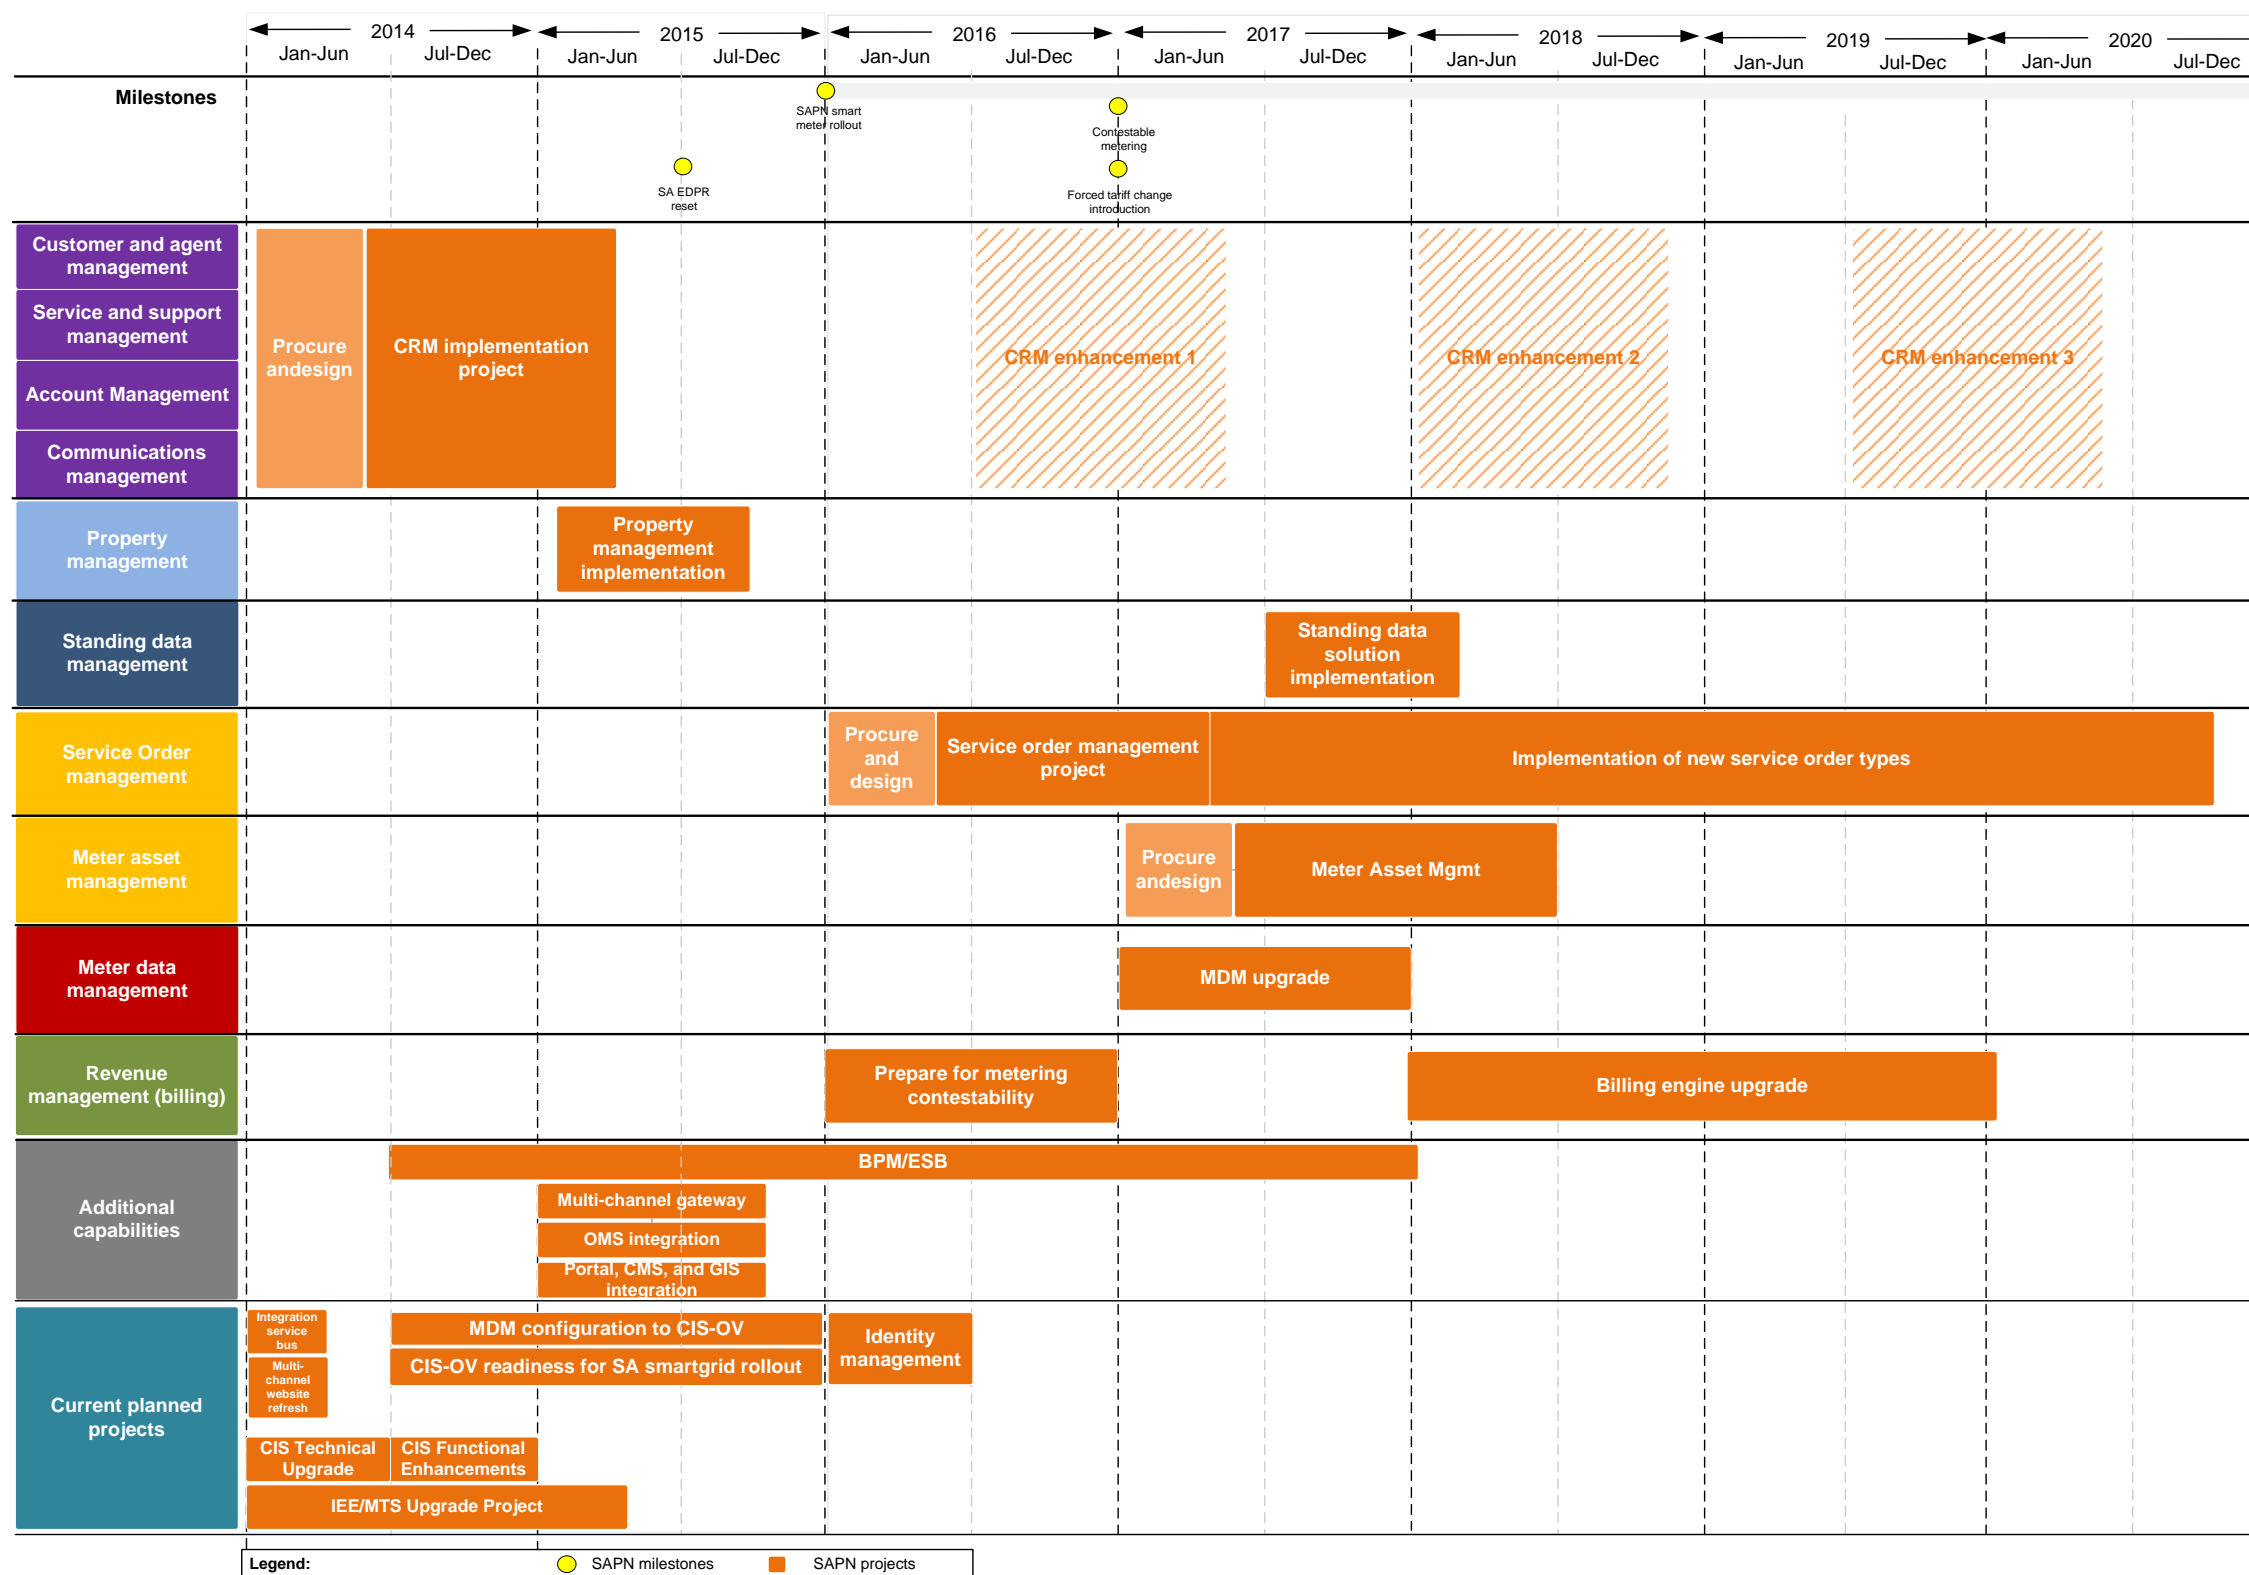 2014
2015
2016
2017
2018
2019
2020
Jan-Jun
Jul-Dec
Jan-Jun
Jul-Dec
Jan-Jun
Jul-Dec
Jan-Jun
Jul-Dec
Jan-Jun
Jul-Dec
Jan-Jun
Jul-Dec
Jan-Jun
Jul-Dec
Milestones
SAPN smart
meter rollout
Contestable
metering
SA EDPR
reset
Forced tariff change
introduction
Customer and agent
management
Service and support
management
Account Management
Communications
management
Procure
andesign
CRM implementation
project
CRM enhancement 1
CRM enhancement 2
CRM enhancement 3
Property
management
Property
management
implementation
Standing data
management
Standing data
solution
implementation
Service Order
management
Procure
and
design
Service order management
project
Implementation of new service order types
Meter asset
management
Procure
andesign
Meter Asset Mgmt
Meter data
management
MDM upgrade
Revenue
management (billing)
Prepare for metering
contestability
Billing engine upgrade
Additional
capabilities
BPM/ESB
Multi-channel gateway
OMS integration
Portal, CMS, and GIS
integration
Current planned
projects
Integration
service
bus
MDM configuration to CIS-OV
Identity
management
Multi-
channel
website
refresh
CIS-OV readiness for SA smartgrid rollout
CIS Technical
Upgrade
CIS Functional
Enhancements
IEE/MTS Upgrade Project
Legend:
SAPN milestones
SAPN projects